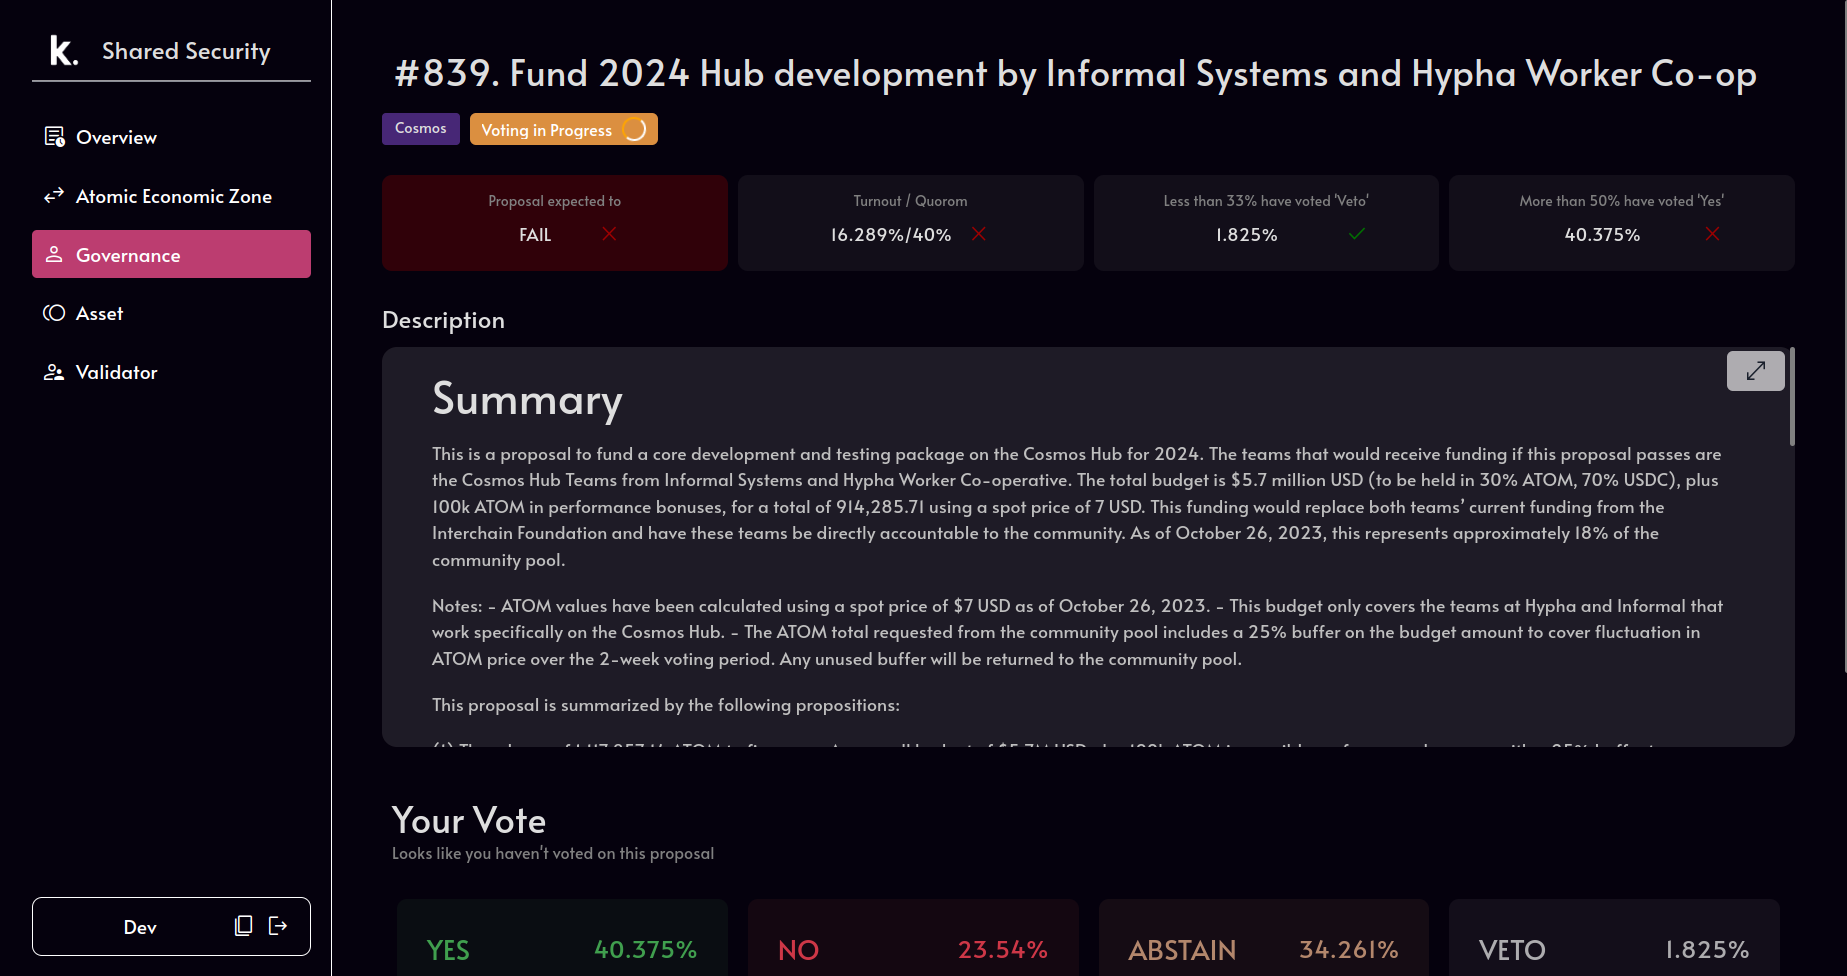 k. Shared Security
Overview
Atomic Economic Zone
Governance
Asset
Validator
Dev
#839. Fund 2024 Hub development by Informal Systems and Hypha Worker Co-op
Cosmos
Voting in Progress
Proposal expected to
FAIL
Turnout / Quorom
16.289%/40%
Less than 33% have voted 'Veto'
1.825%
More than 50% have voted 'Yes'
40.375%
Description
Summary
This is a proposal to fund a core development and testing package on the Cosmos Hub for 2024. The teams that would receive funding if this proposal passes are
the Cosmos Hub Teams from Informal Systems and Hypha Worker Co-operative. The total budget is $5.7 million USD (to be held in 30% ATOM, 70% USDC), plus
100k ATOM in performance bonuses, for a total of 914,285.71 using a spot price of 7 USD. This funding would replace both teams’ current funding from the
Interchain Foundation and have these teams be directly accountable to the community. As of October 26, 2023, this represents approximately 18% of the
community pool.
Notes: - ATOM values have been calculated using a spot price of $7 USD as of October 26, 2023. - This budget only covers the teams at Hypha and Informal that
work specifically on the Cosmos Hub. - The ATOM total requested from the community pool includes a 25% buffer on the budget amount to cover fluctuation in
ATOM price over the 2-week voting period. Any unused buffer will be returned to the community pool.
This proposal is summarized by the following propositions:
Your Vote
Looks like you haven't voted on this proposal
YES 40.375%
NO 23.54%
ABSTAIN 34.261%
VETO 1.825%